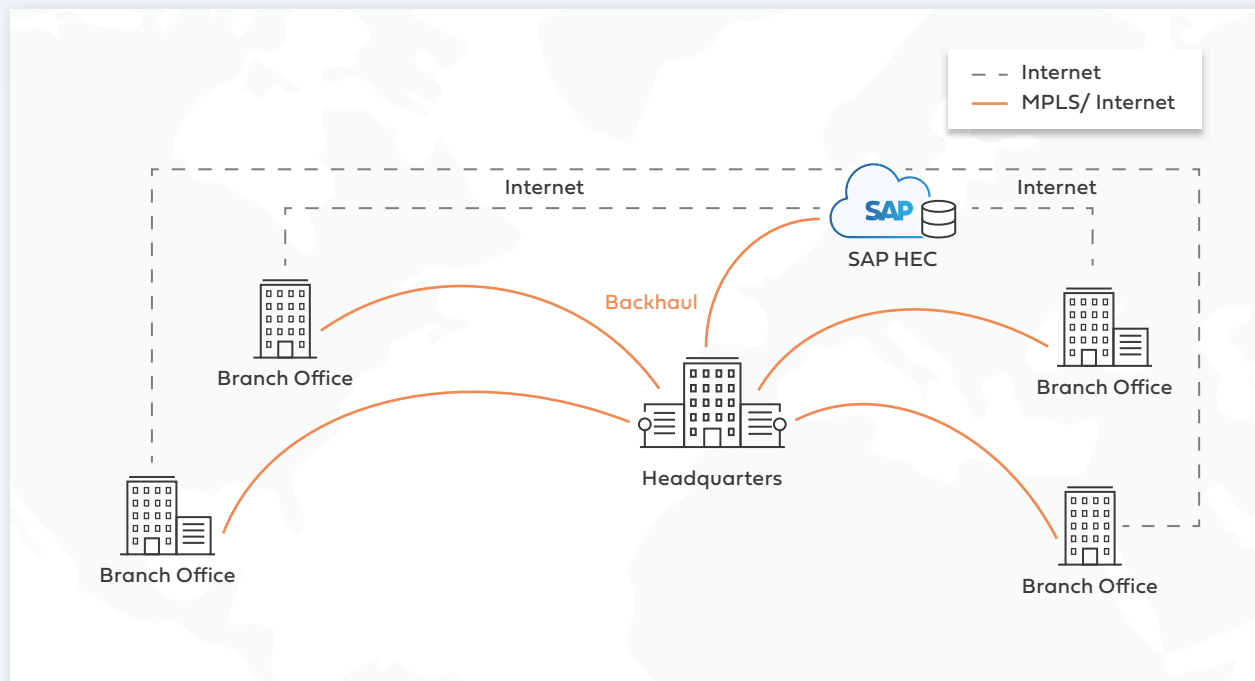 Internet
MPLS/ Internet
Internet
Internet
SAP
SAP HEC
Backhaul
Branch Office
Branch Office
Headquarters
Branch Office
Branch Office